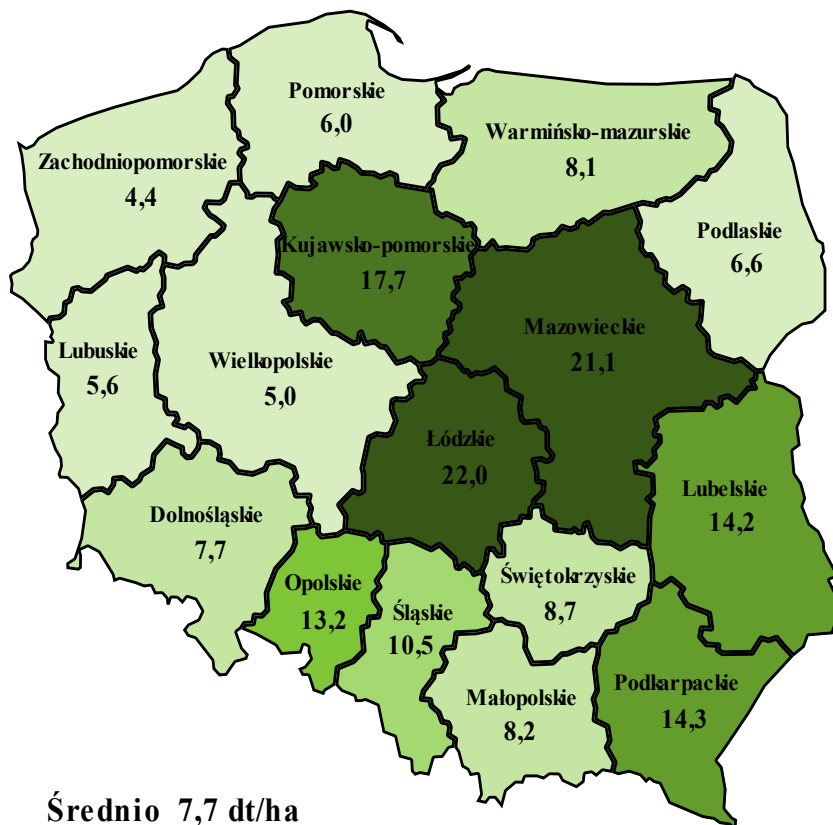 Pomorskie
6,0
Warmińsko-mazurskie
8,1
Zachodniopomorskie
4,4
Podlaskie
6,6
Kujawsko-pomorskie
17,7
Mazowieckie
21,1
Lubuskie
5,6
Wielkopolskie
5,0
Łódzkie
22,0
Lubelskie
14,2
Dolnośląskie
7,7
Opolskie
13,2
Śląskie
10,5
Świętokrzyskie
8,7
Małopolskie
8,2
Podkarpackie
14,3
Średnio 7,7 dt/ha